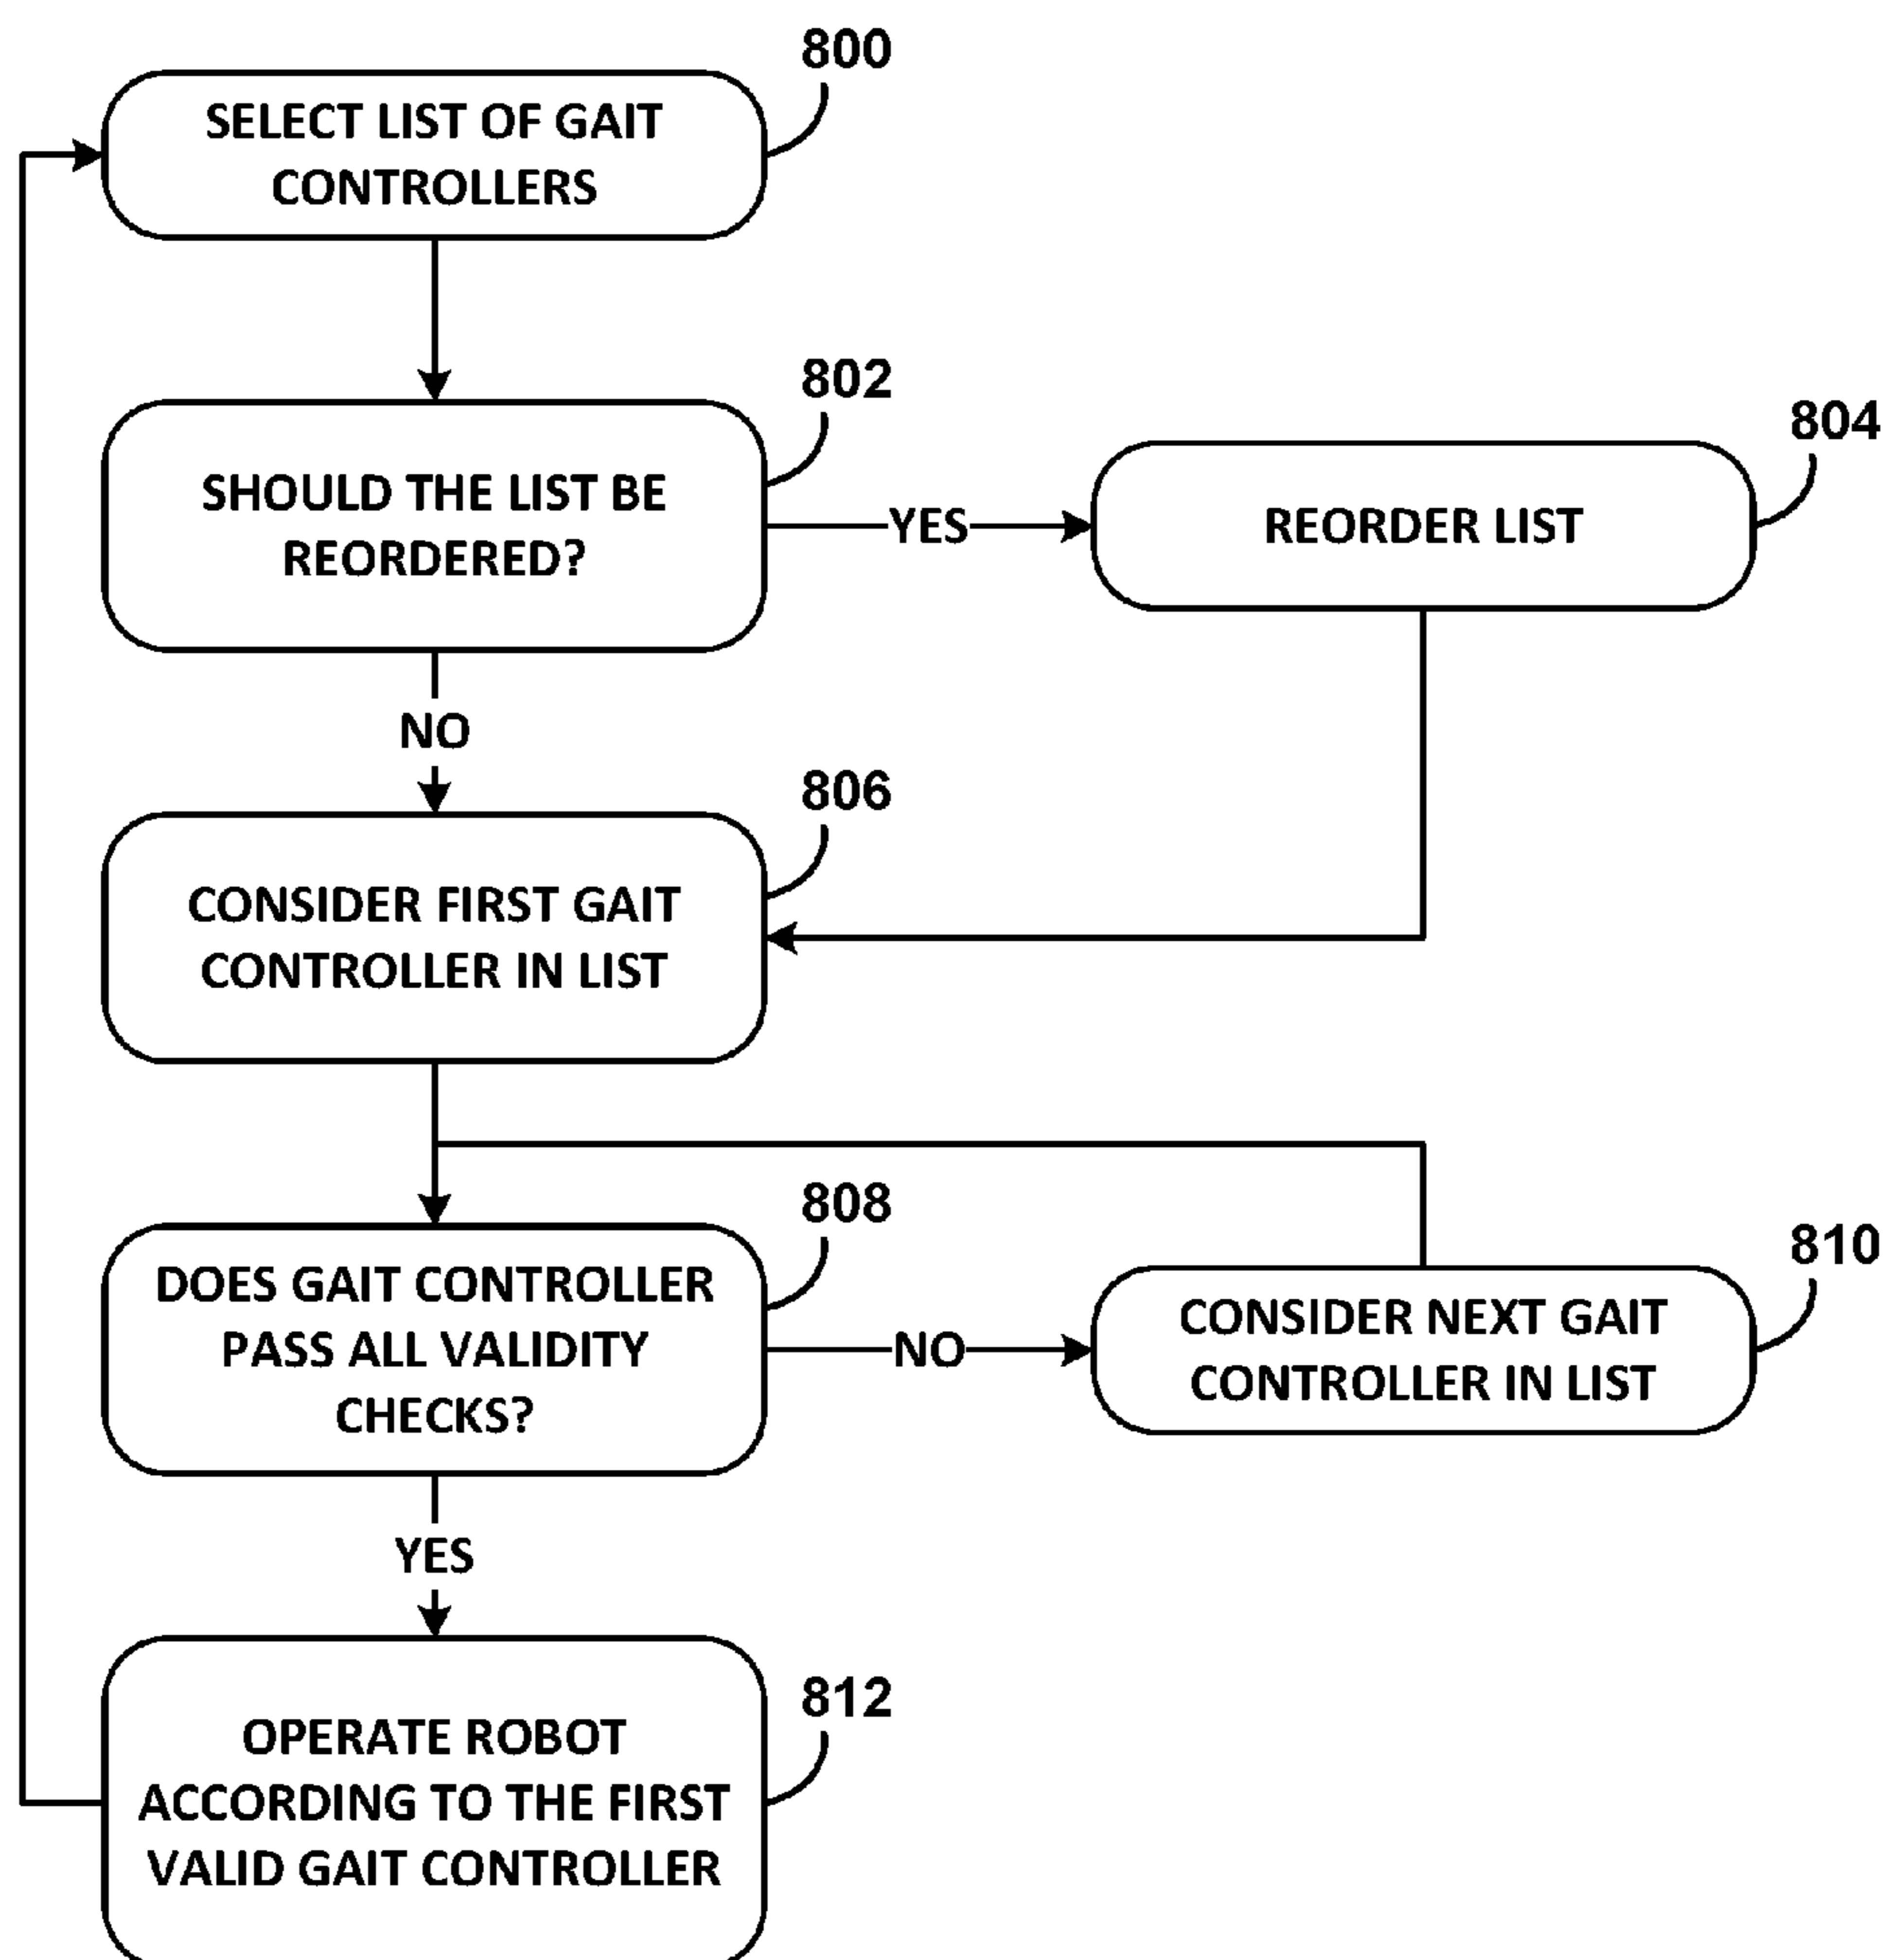 800
SELECT LIST OF GAIT
CONTROLLERS
802
SHOULD THE LIST BE
REORDERED?
YES
804
REORDER LIST
NO
806
CONSIDER FIRST GAIT
CONTROLLER IN LIST
808
DOES GAIT CONTROLLER
PASS ALL VALIDITY
CHECKS?
NO
810
CONSIDER NEXT GAIT
CONTROLLER IN LIST
YES
812
OPERATE ROBOT
ACCORDING TO THE FIRST
VALID GAIT CONTROLLER